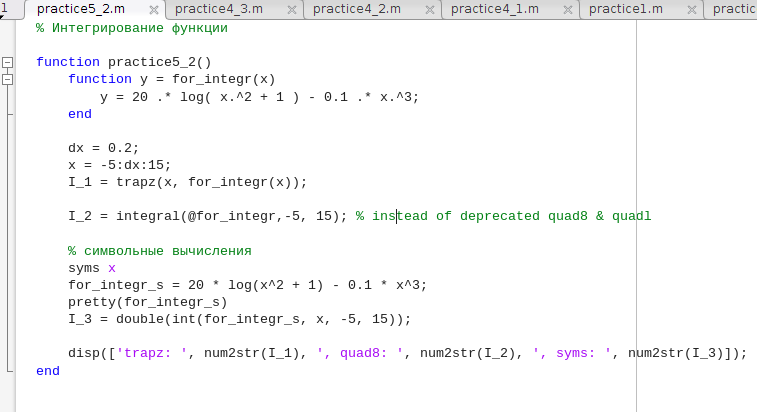 1 practice5_2.m practice4_3.m practice4_2.m practice4_1.m practice1.m practic
% Интегрирование функции
function practice5_2()
function y = for_integr(x)
y = 20 .* log( x.^2 + 1 ) - 0.1 .* x.^3;
end
dx = 0.2;
x = -5:dx:15;
I_1 = trapz(x, for_integr(x));
I_2 = integral(@for_integr,-5, 15); % instead of deprecated quad8 & quadl
% символьные вычисления
syms x
for_integr_s = 20 * log(x^2 + 1) - 0.1 * x^3;
pretty(for_integr_s)
I_3 = double(int(for_integr_s, x, -5, 15));
disp(['trapz: ', num2str(I_1), ', quad8: ', num2str(I_2), ', syms: ', num2str(I_3)]);
end